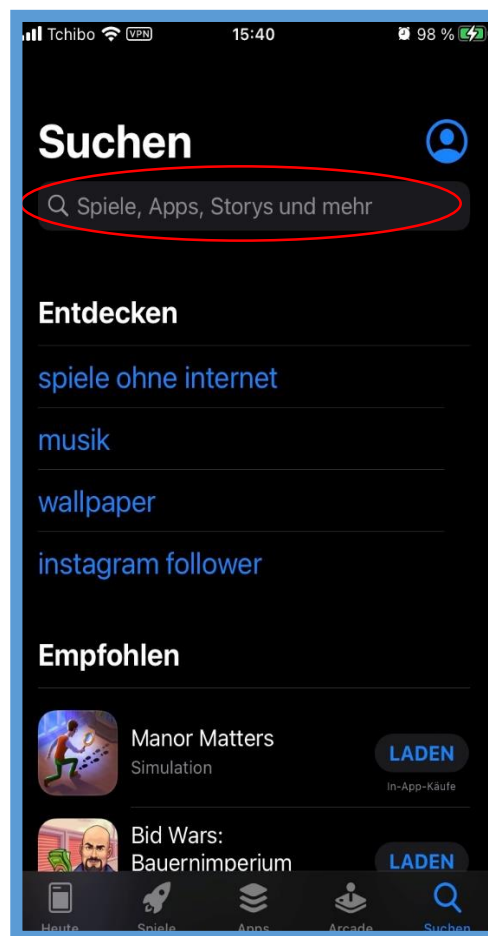 Tchibo VPN 15:40 98 %
Suchen
Spiele, Apps, Storys und mehr
Entdecken
spiele ohne internet
musik
wallpaper
instagram follower
Empfohlen
Manor Matters
Simulation
LADEN
In-App-Käufe
Bid Wars:
Bauernimperium
LADEN
Heute Spiele Apps Arcade Suchen